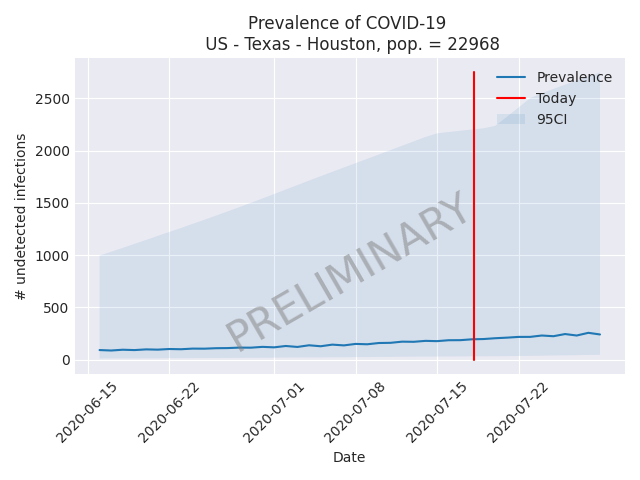 Prevalence of COVID-19
US - Texas - Houston, pop. = 22968
Prevalence
Today
95CI
2500
2000
1500
1000
500
0
# undetected infections
PRELIMINARY
2020-06-15
2020-06-22
2020-07-01
2020-07-08
2020-07-15
2020-07-22
Date